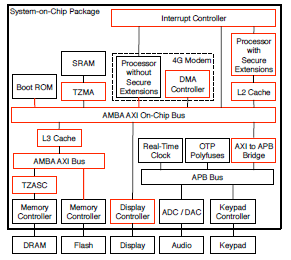 System-on-Chip Package
Interrupt Controller
SRAM
4G Modem
Processor
with
Secure
Extensions
Boot ROM
TZMA
Processor
without
Secure
Extensions
DMA
Controller
L2 Cache
AMBA AXI On-Chip Bus
L3 Cache
Real-Time
Clock
OTP
Polyfuses
AXI to APB
Bridge
AMBA AXI Bus
TZASC
APB Bus
Memory
Controller
Memory
Controller
Display
Controller
ADC / DAC
Keypad
Controller
DRAM
Flash
Display
Audio
Keypad